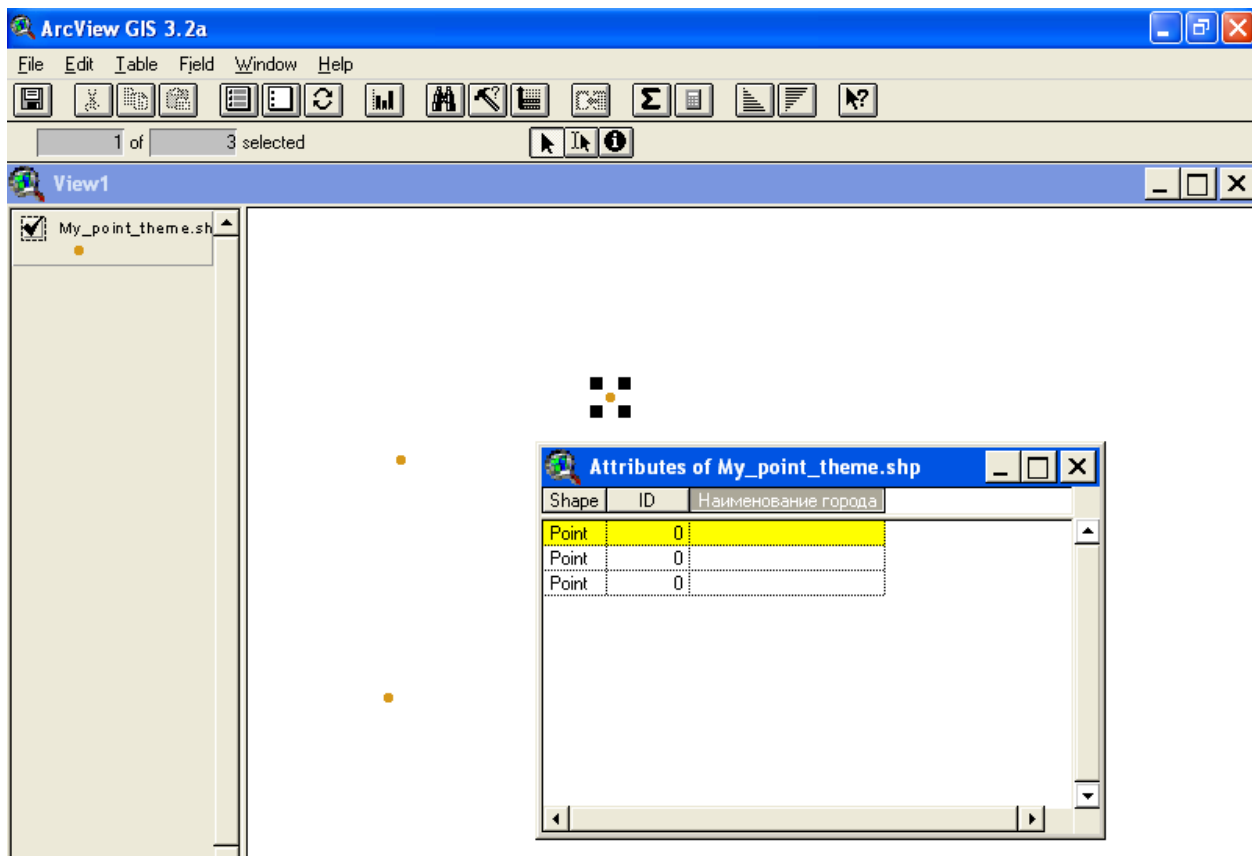 ArcView GIS 3.2a
File Edit Table Field Window Help
1 of 3 selected
View1
My_point_theme.sh
Attributes of My_point_theme.shp
Shape ID Наименование города
Point 0
Point 0
Point 0